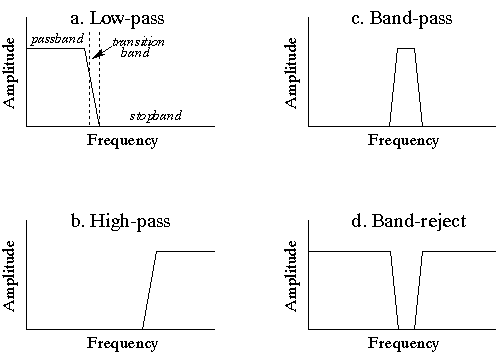 a. Low-pass
passband
transition
band
stopband
Amplitude
Frequency
c. Band-pass
Amplitude
Frequency
b. High-pass
Amplitude
Frequency
d. Band-reject
Amplitude
Frequency